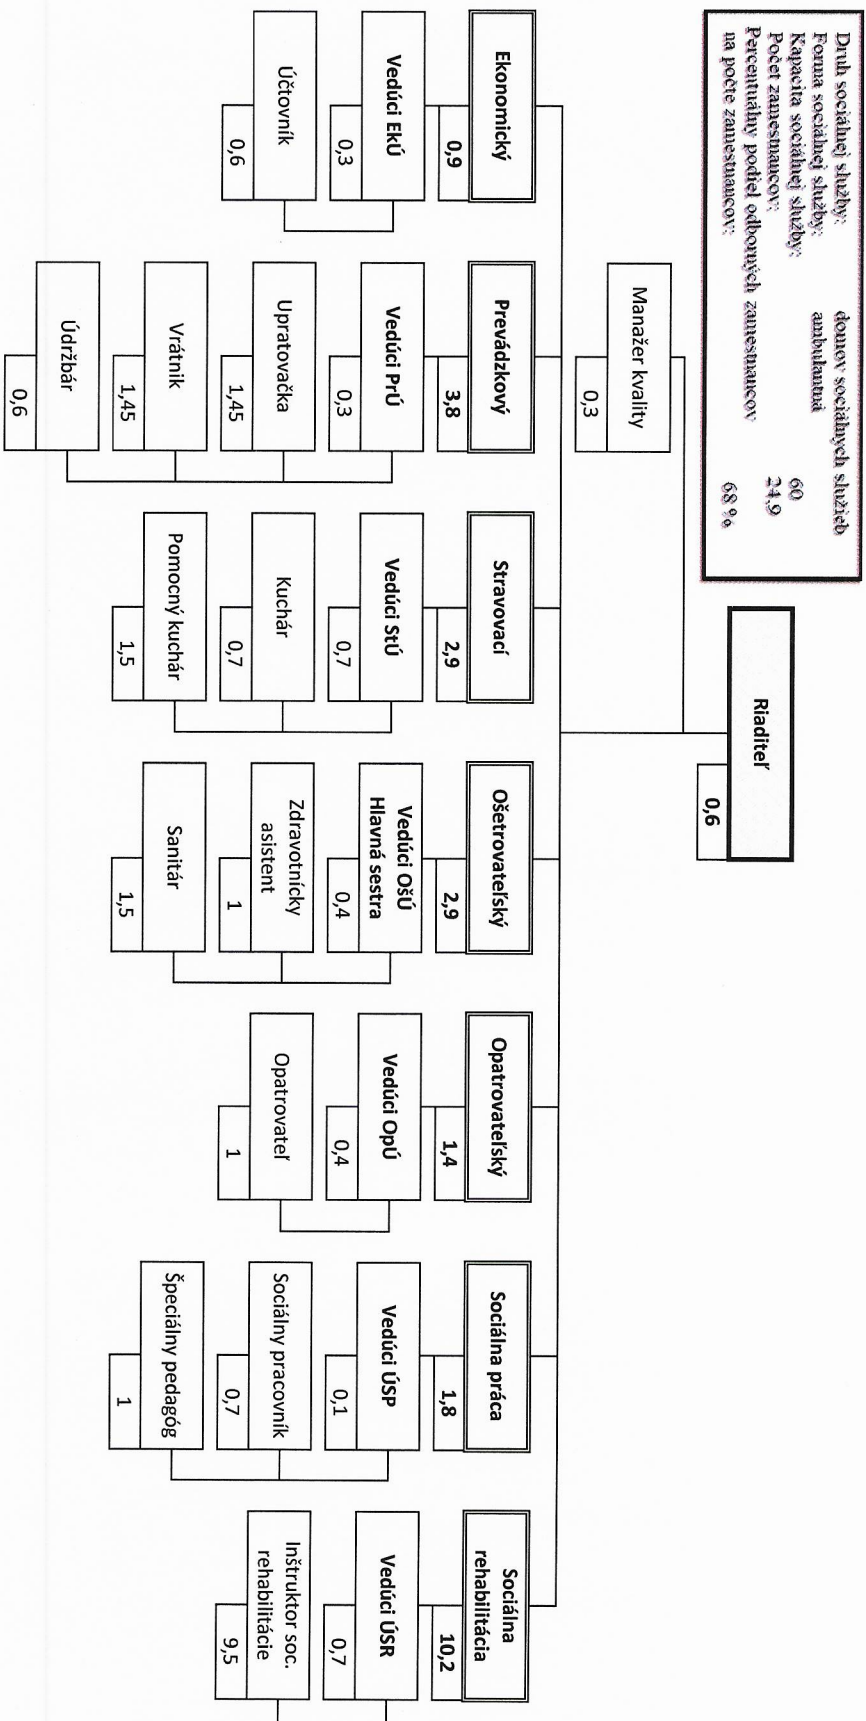 Druh sociálnej služby: domov sociálnych služieb
Forma sociálnej služby: ambulantná
Kapacita sociálnej služby: 60
Počet zamestnancov: 24,9
Percentuálny podiel odborných zamestnancov
na počte zamestnancov: 68 %
Riaditeľ
0,6
Manažér kvality
0,3
Ekonomický
0,9
Vedúci EkÚ
0,3
Účtovník
0,6
Prevádzkový
3,8
Vedúci PrÚ
0,3
Upratovačka
1,45
Vrátnik
1,45
Údržbár
0,6
Stravovací
2,9
Vedúci StÚ
0,7
Kuchár
0,7
Pomocný kuchár
1,5
Ošetrovateľský
2,9
Vedúci OšÚ
Hlavná sestra
0,4
Zdravotnícky
asistent
1
Sanitár
1,5
Opatrovateľský
1,4
Vedúci OpÚ
0,4
Opatrovateľ
1
Sociálna práca
1,8
Vedúci ÚSP
0,1
Sociálny pracovník
0,7
Špeciálny pedagóg
1
Sociálna
rehabilitácia
10,2
Vedúci ÚSR
0,7
Inštruktor soc.
rehabilitácie
9,5